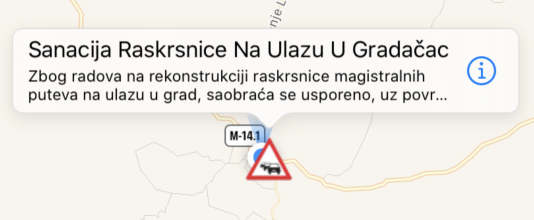 nje L
Sanacija Raskrsnice Na Ulazu U Gradačac
Zbog radova na rekonstrukciji raskrsnice magistralnih
puteva na ulazu u grad, saobraća se usporeno, uz povr...
M-14.1